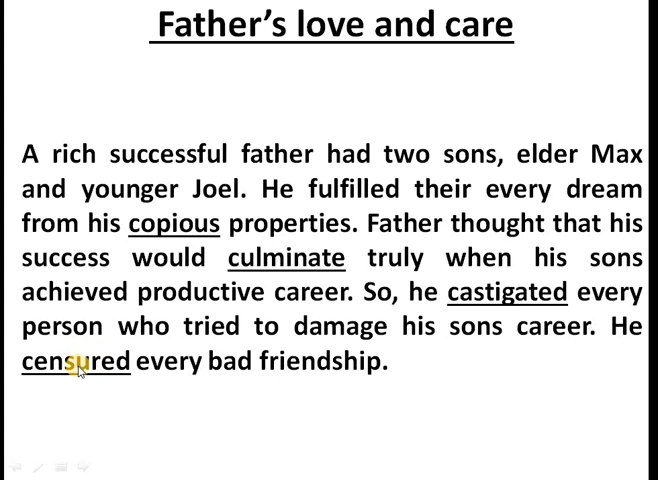 Father’s love and care
A rich successful father had two sons, elder Max
and younger Joel. He fulfilled their every dream
from his copious properties. Father thought that his
success would culminate truly when his sons
achieved productive career. So, he castigated every
person who tried to damage his sons career. He
censured every bad friendship.